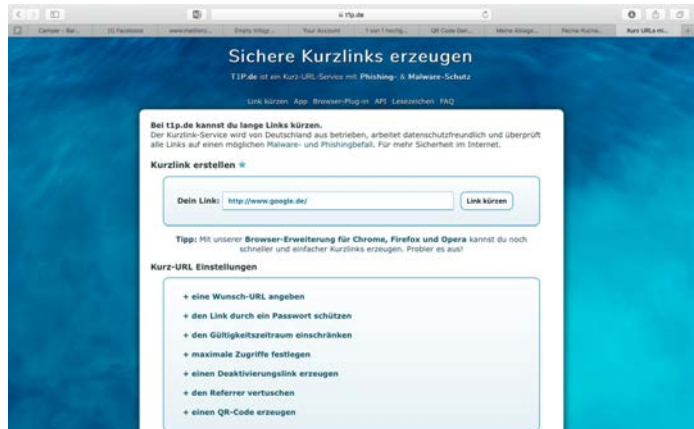 t1p.de
(1) Facebook
Your Account
Sichere Kurzlinks erzeugen
T1P.de ist ein Kurz-URL-Service mit Phishing- & Malware-Schutz
Link kürzen App Browser-Plug-in API Lesezeichen FAQ
Bei t1p.de kannst du lange Links kürzen.
Der Kurzlink-Service wird von Deutschland aus betrieben, arbeitet datenschutzfreundlich und überprüft
alle Links auf einen möglichen Malware- und Phishingbefall. Für mehr Sicherheit im Internet.
Kurzlink erstellen
Dein Link: http://www.google.de/ Link kürzen
Tipp: Mit unserer Browser-Erweiterung für Chrome, Firefox und Opera kannst du noch
schneller und einfacher Kurzlinks erzeugen. Probier es aus!
Kurz-URL Einstellungen
+ eine Wunsch-URL angeben
+ den Link durch ein Passwort schützen
+ den Gültigkeitszeitraum einschränken
+ maximale Zugriffe festlegen
+ einen Deaktivierungslink erzeugen
+ den Referrer vertuschen
+ einen QR-Code erzeugen